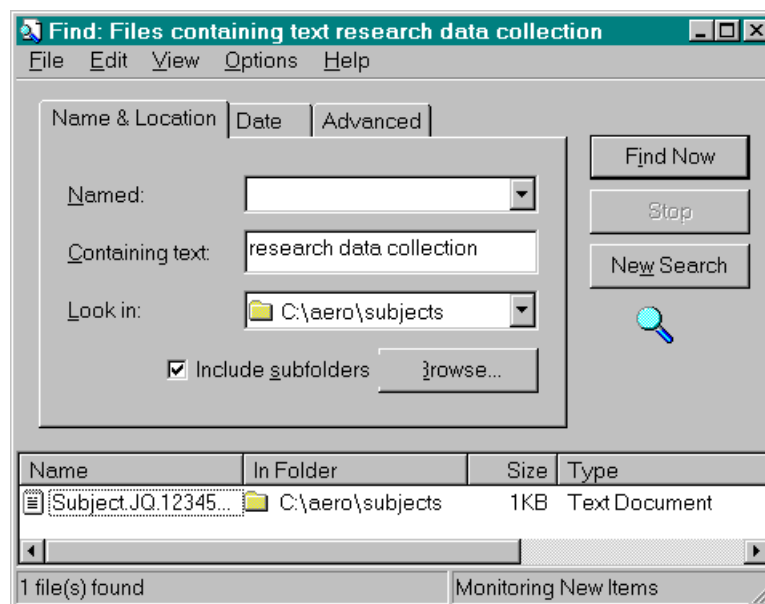 Find: Files containing text research data collection
File Edit View Options Help
Name & Location Date Advanced
Find Now
Named:
Stop
Containing text: research data collection
New Search
Look in: C:\aero\subjects
Include subfolders Browse...
Name In Folder Size Type
Subject.JQ.12345... C:\aero\subjects 1KB Text Document
1 file(s) found Monitoring New Items